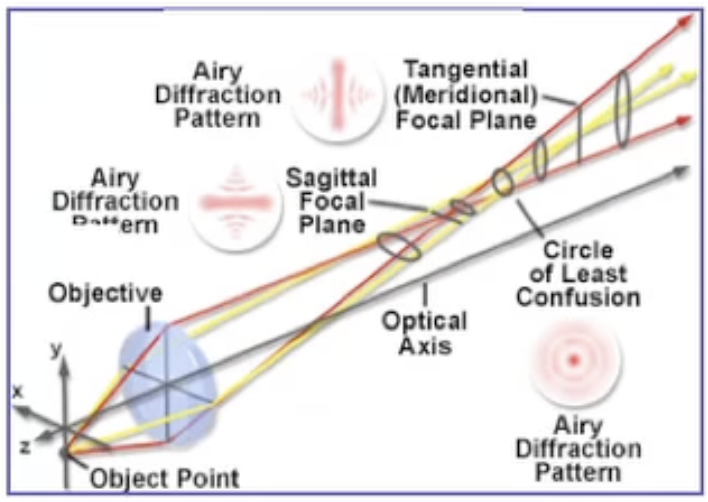 Airy
Diffraction
Pattern
Tangential
(Meridional)
Focal Plane
Airy
Diffraction
Sagittal
Focal
Plane
Circle
of Least
Confusion
Objective
Optical
Axis
y
x
z
Object Point
Airy
Diffraction
Pattern